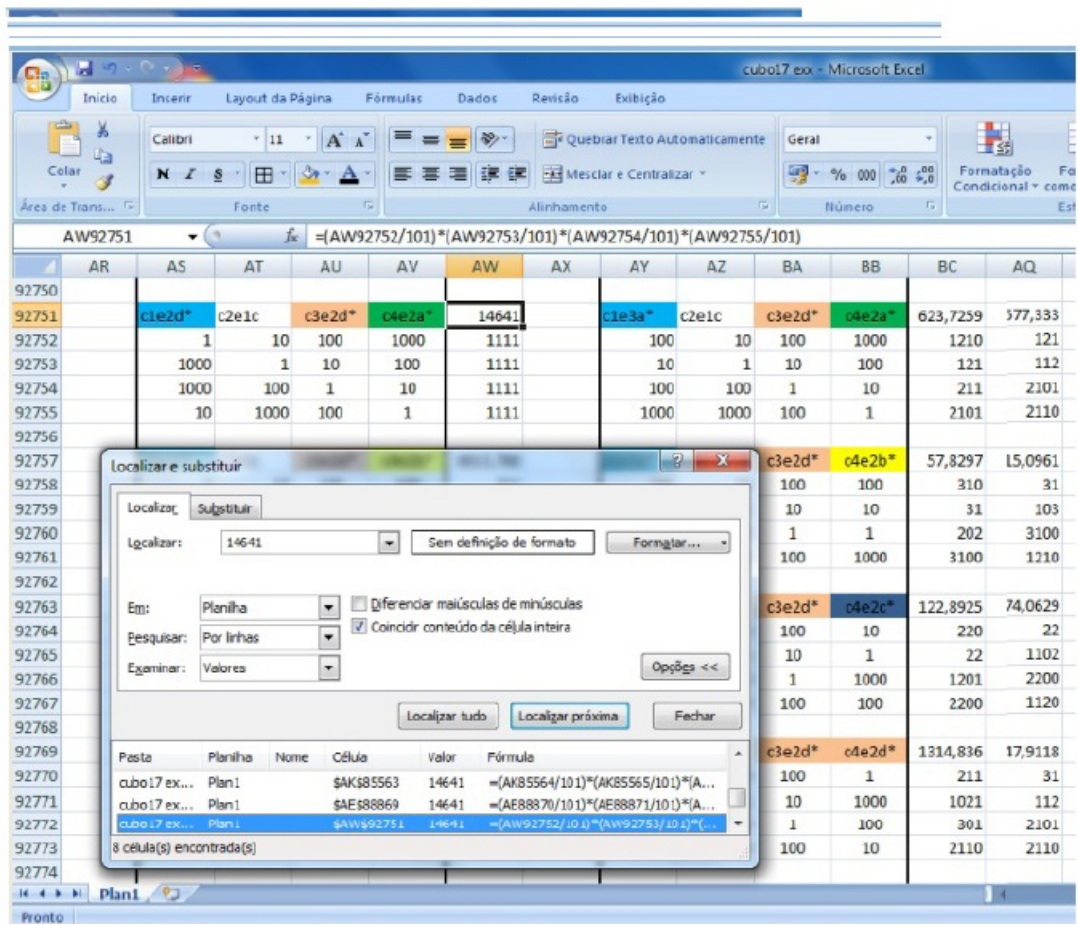 cubo17 exx - Microsoft Excel
Início Inserir Layout da Página Fórmulas Dados Revisão Exibição
Colar Calibri 11 A A Quebrar Texto Automaticamente Geral
N I S A Mesclar e Centralizar % 000 Formatação Condicional
Área de Trans... Fonte Alinhamento Número
AW92751 fx =(AW92752/101)*(AW92753/101)*(AW92754/101)*(AW92755/101)
AR AS AT AU AV AW AX AY AZ BA BB BC AQ
92750
92751 c1e2d* c2e1c c3e2d* c4e2a* 14641 c1e3a* c2e1c c3e2d* c4e2a* 623,7259 577,333
92752 1 10 100 1000 1111 100 10 100 1000 1210 121
92753 1000 1 10 100 1111 10 1 10 100 121 112
92754 1000 100 1 10 1111 100 100 1 10 211 2101
92755 10 1000 100 1 1111 1000 1000 100 1 2101 2110
92756
92757 c3e2d* c4e2b* 57,8297 15,0961
92758 100 100 310 31
92759 10 10 31 103
92760 1 1 202 3100
92761 100 1000 3100 1210
92762
92763 c3e2d* c4e2c* 122,8925 74,0629
92764 100 10 220 22
92765 10 1 22 1102
92766 1 1000 1201 2200
92767 100 100 2200 1120
92768
92769 c3e2d* c4e2d* 1314,836 17,9118
92770 100 1 211 31
92771 10 1000 1021 112
92772 1 100 301 2101
92773 100 10 2110 2110
92774
Localizar e substituir
Localizar Substituir
Localizar: 14641 Sem definição de formato Formatar...
Em: Planilha Diferenciar maiúsculas de minúsculas
Pesquisar: Por linhas Coincidir conteúdo da célula inteira
Examinar: Valores Opções <<
Localizar tudo Localizar próxima Fechar
Pasta Planilha Nome Célula Valor Fórmula
cubo17 ex... Plan1 $AK$85563 14641 =(AK85564/101)*(AK85565/101)*(A...
cubo17 ex... Plan1 $AE$88869 14641 =(AE88870/101)*(AE88871/101)*(A...
cubo17 ex... Plan1 $AW$92751 14641 =(AW92752/101)*(AW92753/101)*(...
8 célula(s) encontrada(s)
Plan1
Pronto